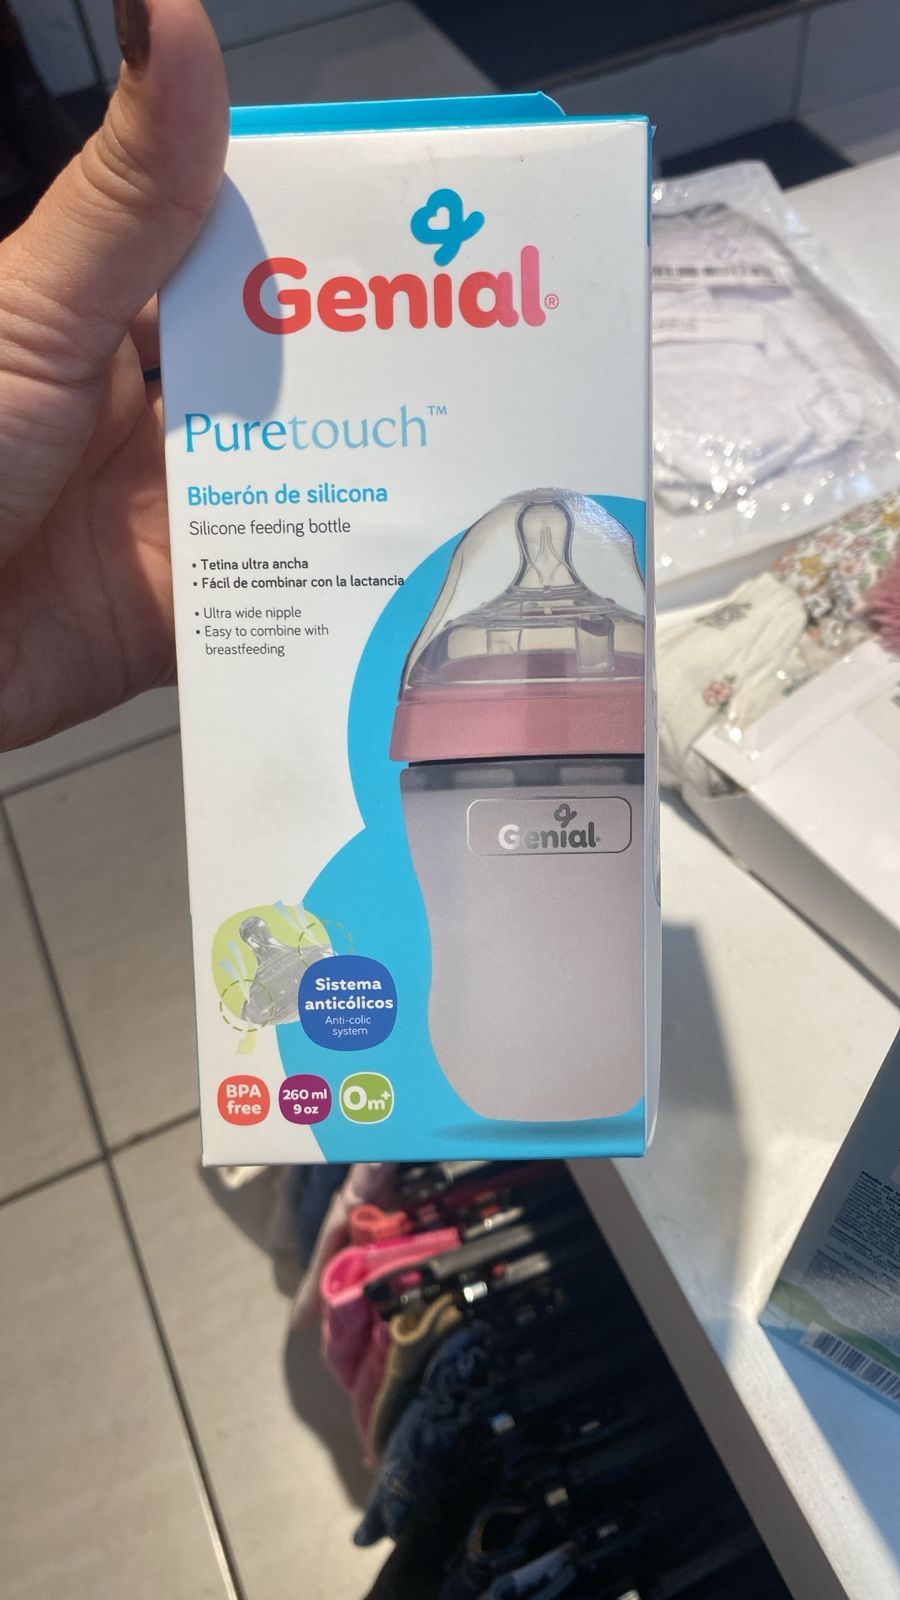 Genial®
Puretouch™
Biberón de silicona
Silicone feeding bottle
• Tetina ultra ancha
• Fácil de combinar con la lactancia
• Ultra wide nipple
• Easy to combine with
breastfeeding
Genial
Sistema
anticólicos
Anti-colic
system
BPA
free
260 ml
9 oz
0m+